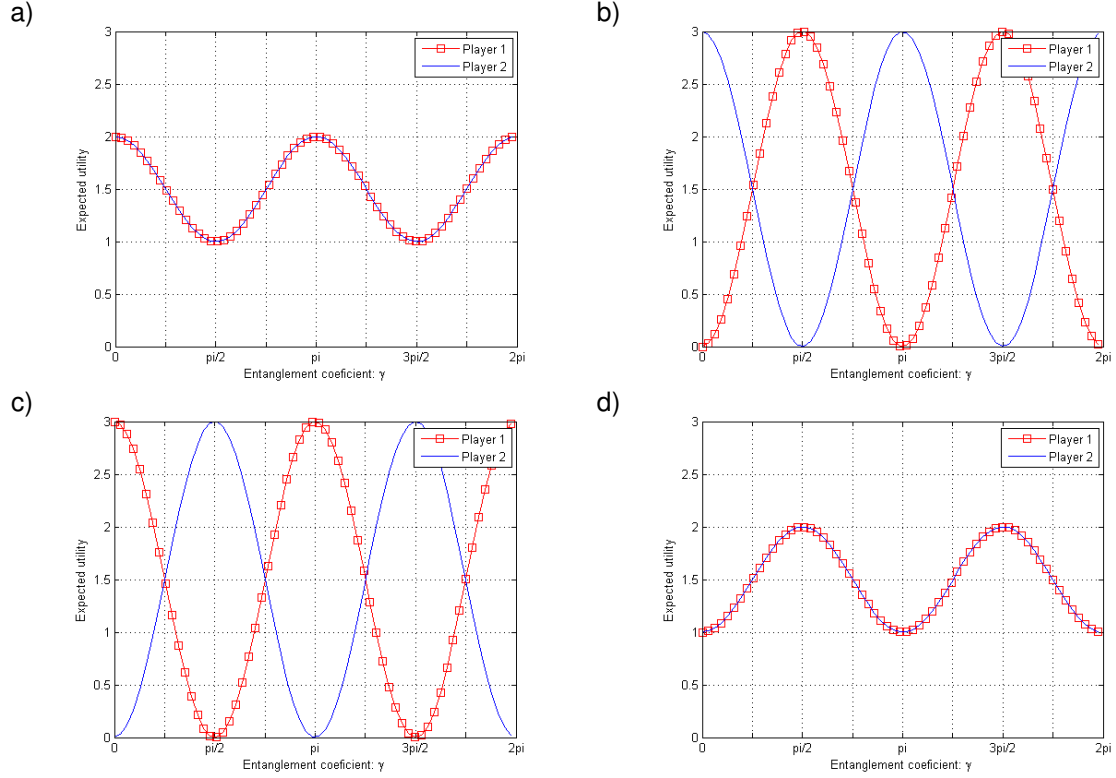 a)
Expected utility
3
2.5
2
1.5
1
0.5
0
Player 1
Player 2
0 pi/2 pi 3pi/2 2pi
Entanglement coeficient: γ
b)
Expected utility
3
2.5
2
1.5
1
0.5
0
Player 1
Player 2
0 pi/2 pi 3pi/2 2pi
Entanglement coeficient: γ
c)
Expected utility
3
2.5
2
1.5
1
0.5
0
Player 1
Player 2
0 pi/2 pi 3pi/2 2pi
Entanglement coeficient: γ
d)
Expected utility
3
2.5
2
1.5
1
0.5
0
Player 1
Player 2
0 pi/2 pi 3pi/2 2pi
Entanglement coeficient: γ